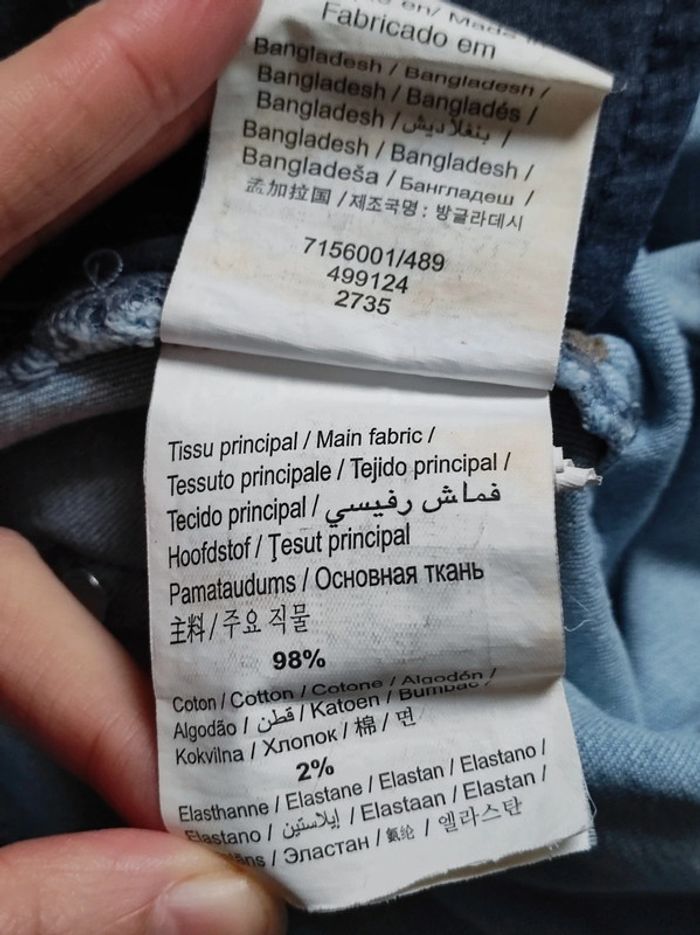 en/ Made in
Fabricado em
Bangladesh / Bangladesh /
Bangladesh / Bangladés /
Bangladesh / بنغلاديش /
Bangladesh / Bangladesh /
Bangladeša / Бангладеш /
孟加拉国 / 제조국명 : 방글라데시
7156001/489
499124
2735
Tissu principal / Main fabric /
Tessuto principale / Tejido principal /
Tecido principal / قماش رفيسي
Hoofdstof / Ţesut principal
Pamataudums / Основная ткань
主料 / 주요 직물
98%
Coton / Cotton / Cotone / Algodón /
Algodão / قطن / Katoen / Bumbac /
Kokvilna / Хлопок / 棉 / 면
2%
Elasthanne / Elastane / Elastan / Elastano /
Elastano / إيلاستين / Elastaan / Elastan /
/ Эластан / 氨纶 / 엘라스탄